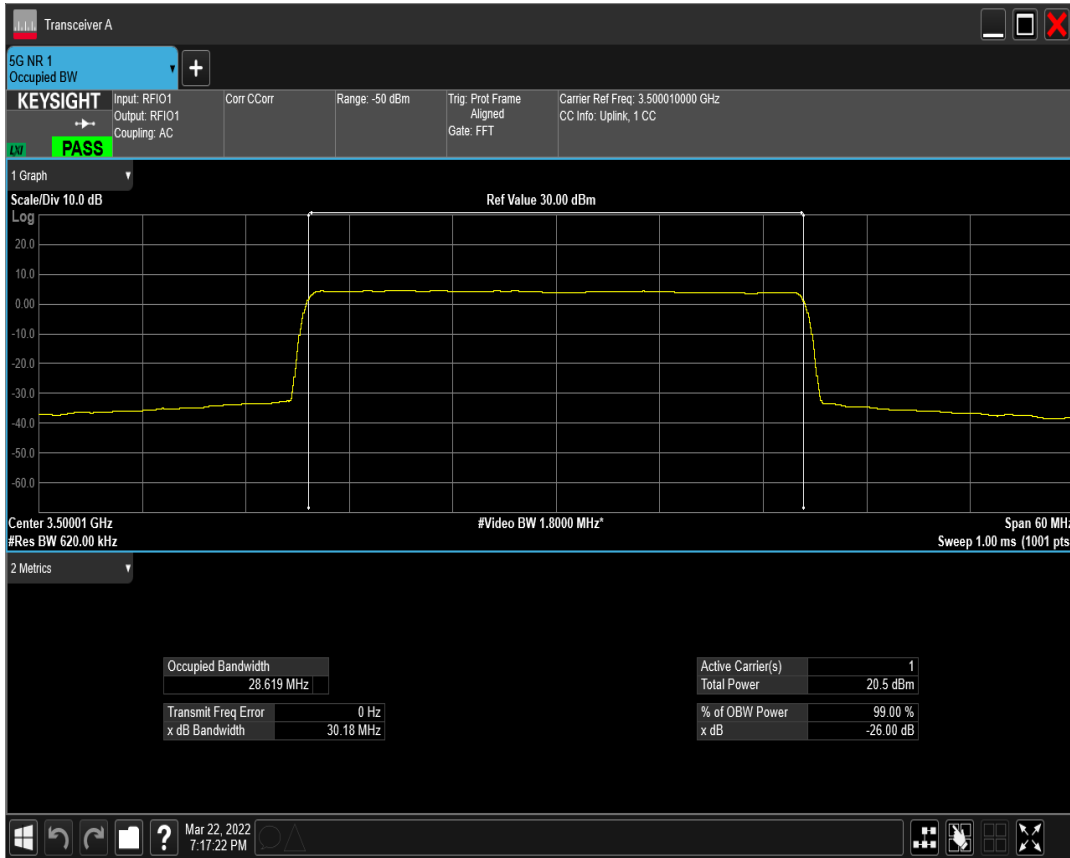 Transceiver A
5G NR 1
Occupied BW
KEYSIGHT
LXI
PASS
Input: RFIO1
Output: RFIO1
Coupling: AC
Corr CCorr
Range: -50 dBm
Trig: Prot Frame
Aligned
Gate: FFT
Carrier Ref Freq: 3.500010000 GHz
CC Info: Uplink, 1 CC
1 Graph
Scale/Div 10.0 dB
Ref Value 30.00 dBm
Log
20.0
10.0
0.00
-10.0
-20.0
-30.0
-40.0
-50.0
-60.0
Center 3.50001 GHz
#Video BW 1.8000 MHz*
Span 60 MHz
#Res BW 620.00 kHz
Sweep 1.00 ms (1001 pts
2 Metrics
Occupied Bandwidth
28.619 MHz
Transmit Freq Error 0 Hz
x dB Bandwidth 30.18 MHz
Active Carrier(s) 1
Total Power 20.5 dBm
% of OBW Power 99.00 %
x dB -26.00 dB
Mar 22, 2022
7:17:22 PM